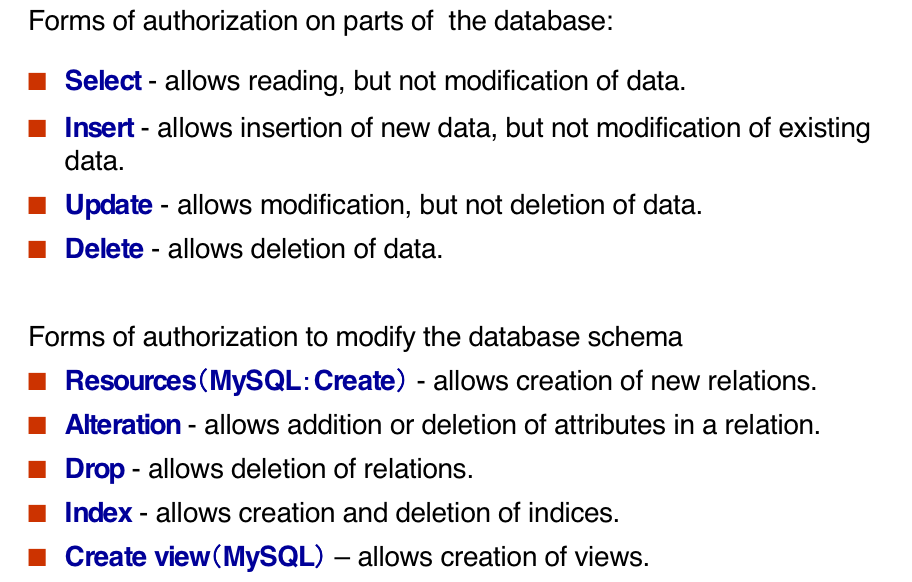 Forms of authorization on parts of the database:
Select - allows reading, but not modification of data.
Insert - allows insertion of new data, but not modification of existing
data.
Update - allows modification, but not deletion of data.
Delete - allows deletion of data.
Forms of authorization to modify the database schema
Resources(MySQL:Create) - allows creation of new relations.
Alteration - allows addition or deletion of attributes in a relation.
Drop - allows deletion of relations.
Index - allows creation and deletion of indices.
Create view(MySQL) – allows creation of views.